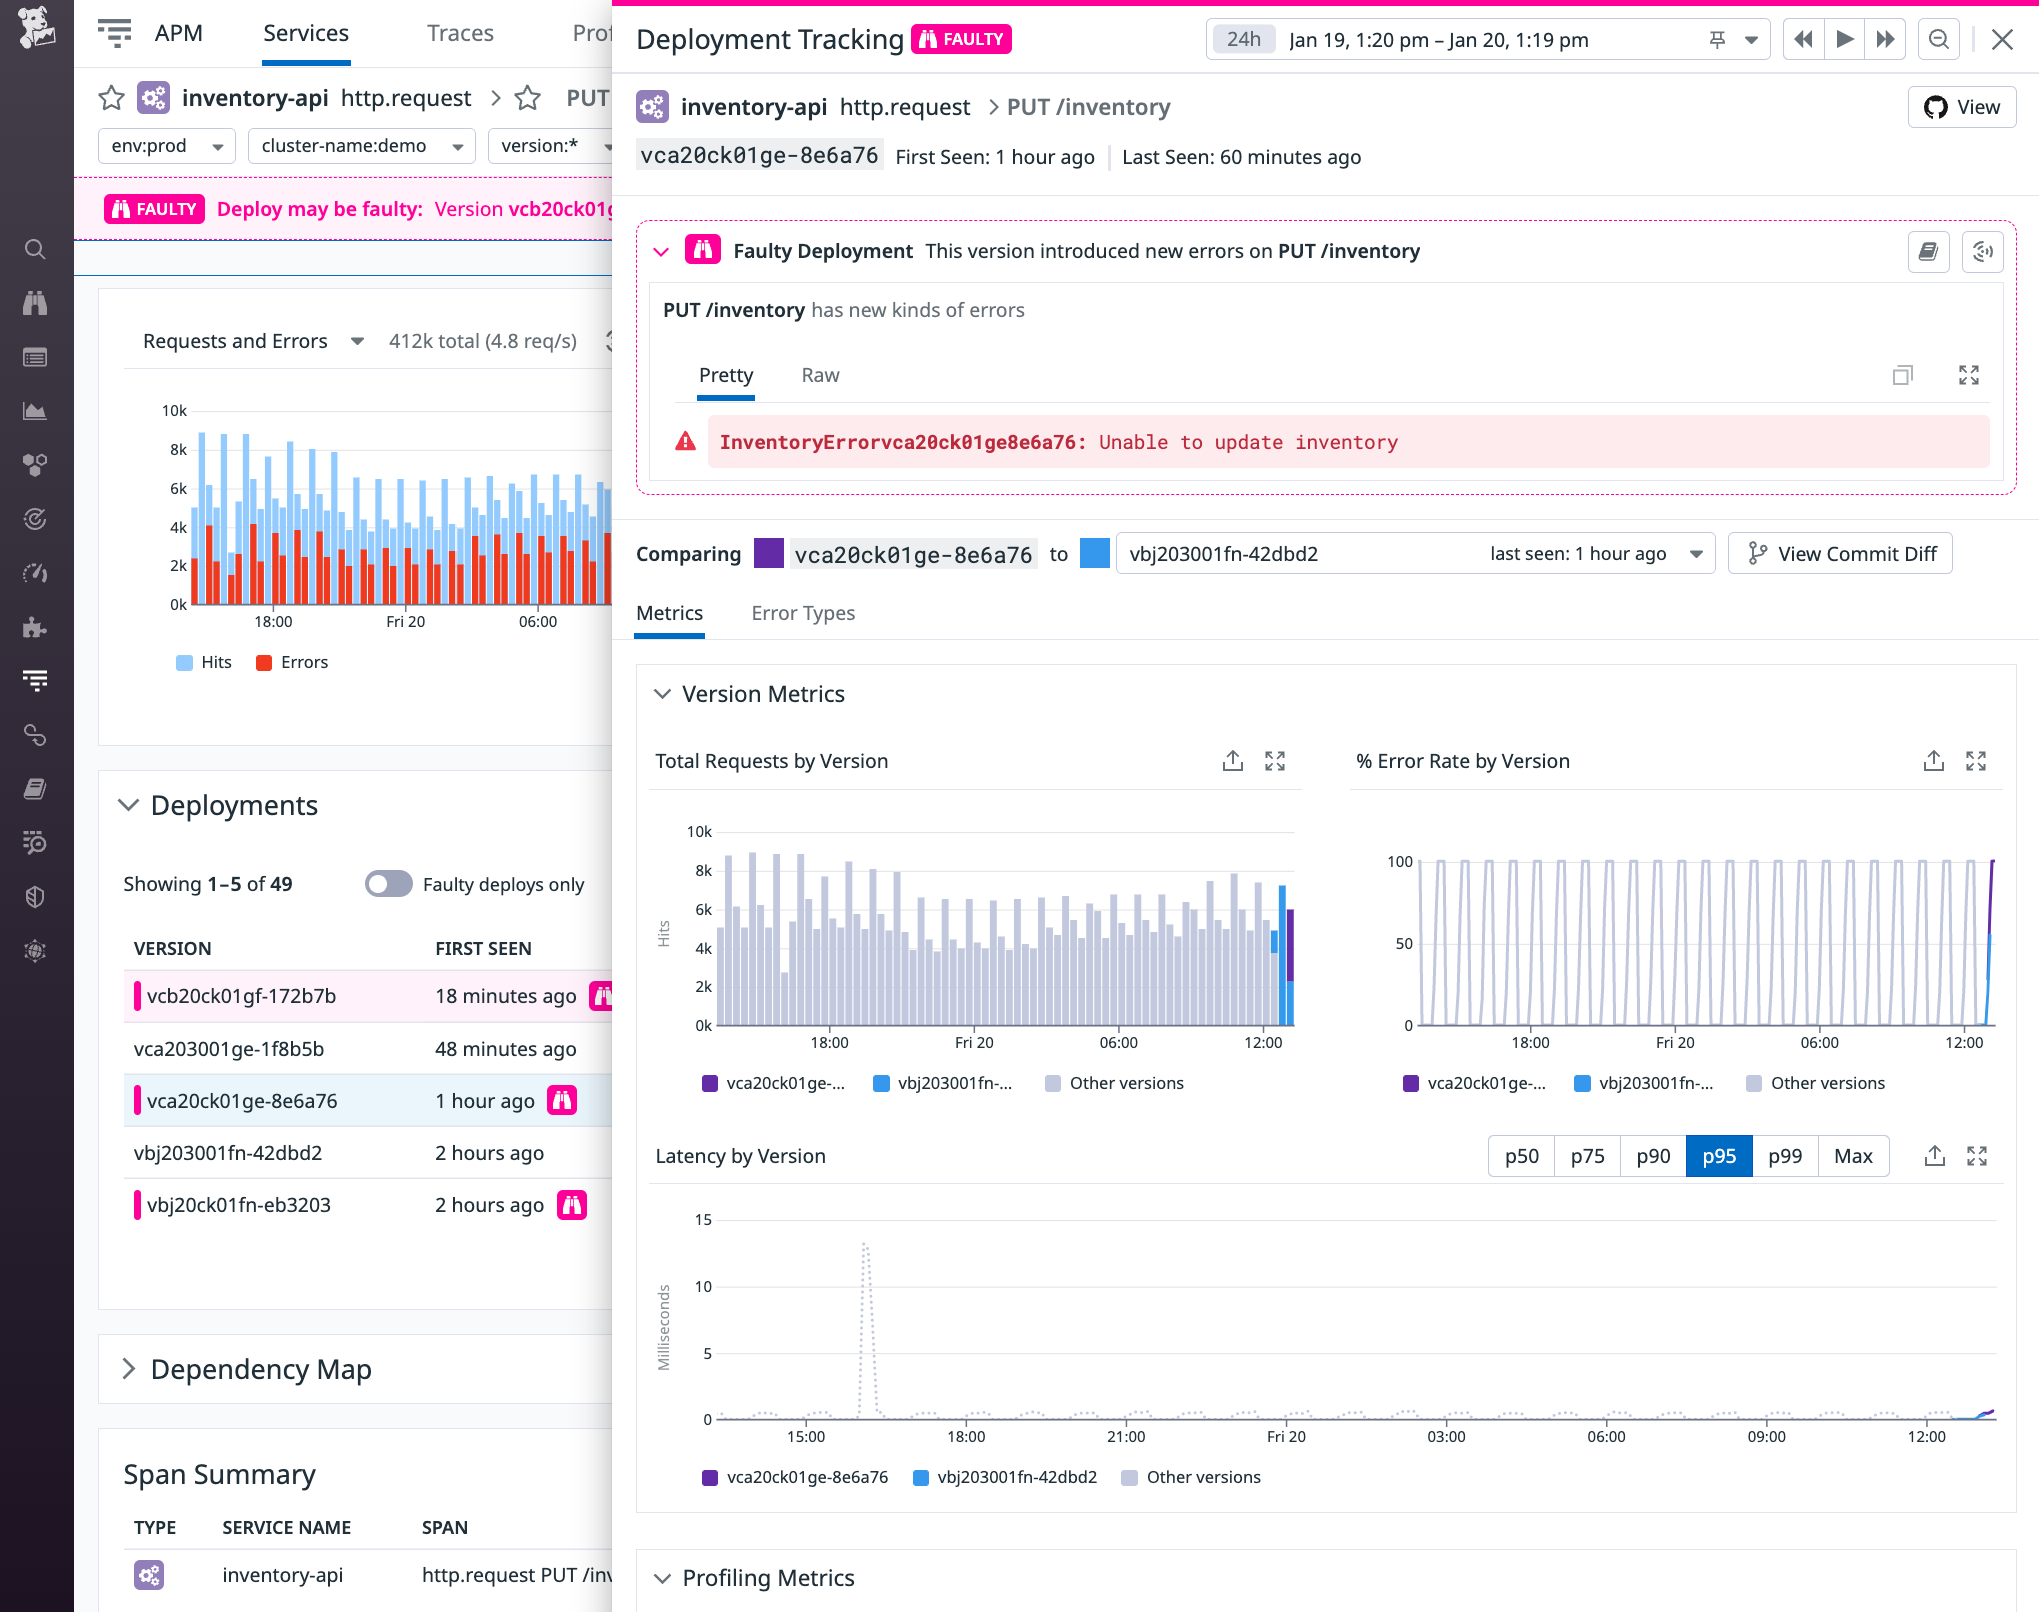 APM
Services
Traces
inventory-api http.request > PUT
env:prod
cluster-name:demo
version:*
FAULTY Deploy may be faulty: Version
Requests and Errors
412k total (4.8 req/s)
10k
8k
6k
4k
2k
0k
18:00
Fri 20
06:00
Hits
Errors
Deployments
Showing 1–5 of 49
Faulty deploys only
VERSION
FIRST SEEN
vcb20ck01gf-172b7b
18 minutes ago
vca203001ge-1f8b5b
48 minutes ago
vca20ck01ge-8e6a76
1 hour ago
vbj203001fn-42dbd2
2 hours ago
vbj20ck01fn-eb3203
2 hours ago
Dependency Map
Span Summary
TYPE
SERVICE NAME
SPAN
inventory-api
http.request PUT
Deployment Tracking
FAULTY
24h
Jan 19, 1:20 pm – Jan 20, 1:19 pm
inventory-api http.request > PUT /inventory
View
vca20ck01ge-8e6a76 First Seen: 1 hour ago
Last Seen: 60 minutes ago
Faulty Deployment This version introduced new errors on PUT /inventory
PUT /inventory has new kinds of errors
Pretty
Raw
InventoryErrorvca20ck01ge8e6a76: Unable to update inventory
Comparing vca20ck01ge-8e6a76 to vbj203001fn-42dbd2 last seen: 1 hour ago
View Commit Diff
Metrics
Error Types
Version Metrics
Total Requests by Version
10k
8k
6k
4k
2k
0k
Hits
18:00
Fri 20
06:00
12:00
vca20ck01ge-...
vbj203001fn-...
Other versions
% Error Rate by Version
100
50
0
18:00
Fri 20
06:00
12:00
vca20ck01ge-...
vbj203001fn-...
Other versions
Latency by Version
p50
p75
p90
p95
p99
Max
15
10
5
0
Milliseconds
15:00
18:00
21:00
Fri 20
03:00
06:00
09:00
12:00
vca20ck01ge-8e6a76
vbj203001fn-42dbd2
Other versions
Profiling Metrics